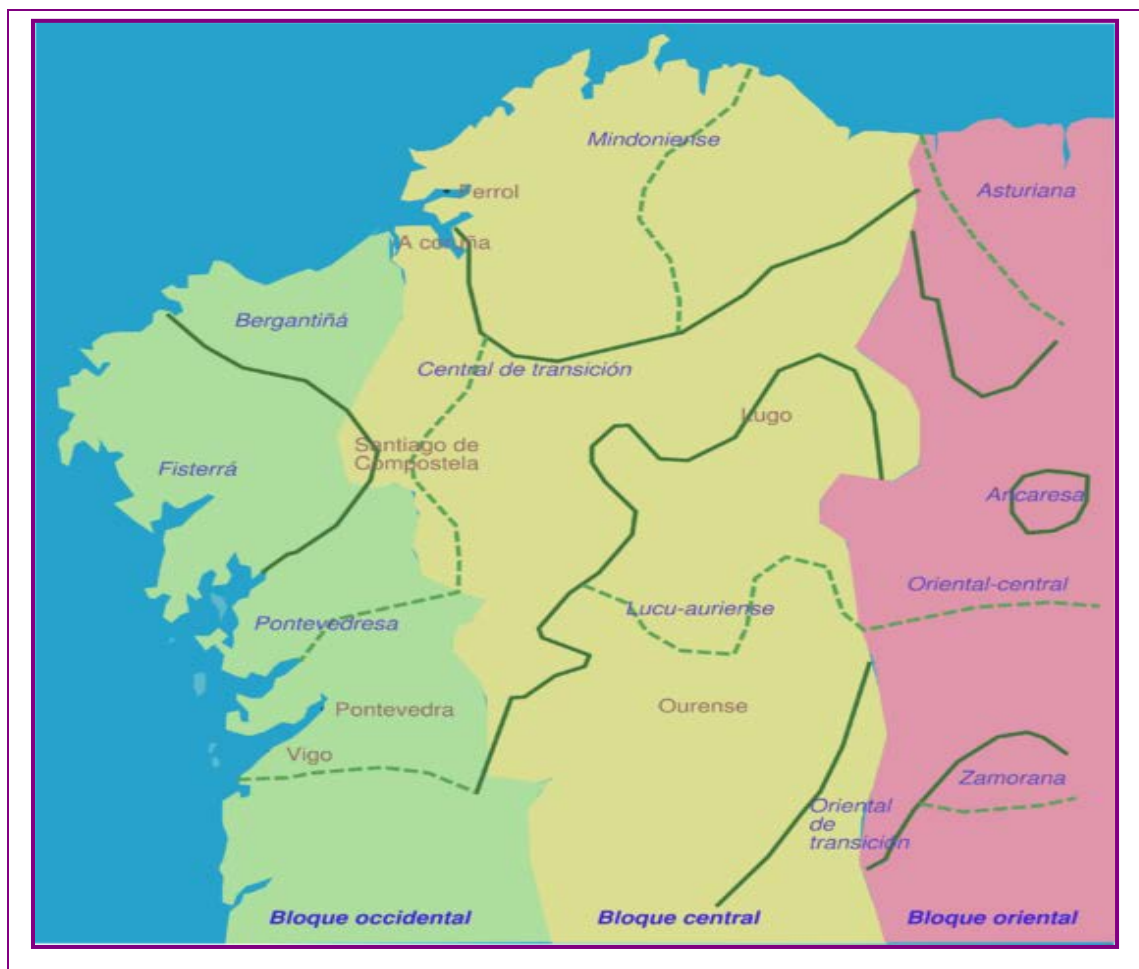 Mindoniense
Asturiana
Ferrol
A coruña
Bergantiñá
Central de transición
Lugo
Santiago de
Compostela
Fisterrá
Ancaresa
Oriental-central
Lucu-auriense
Pontevedresa
Pontevedra
Ourense
Vigo
Zamorana
Oriental
de
transición
Bloque occidental
Bloque central
Bloque oriental